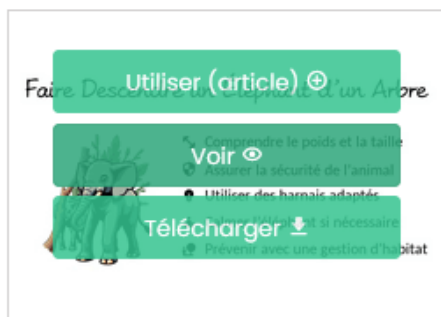 Faire Descendre un Éléphant d'un Arbre
Utiliser (article)
Comprendre le poids et la taille
Voir
Assurer la sécurité de l'animal
Utiliser des harnais adaptés
Calmer l'éléphant si nécessaire
Télécharger
Prévenir avec une gestion d'habitat